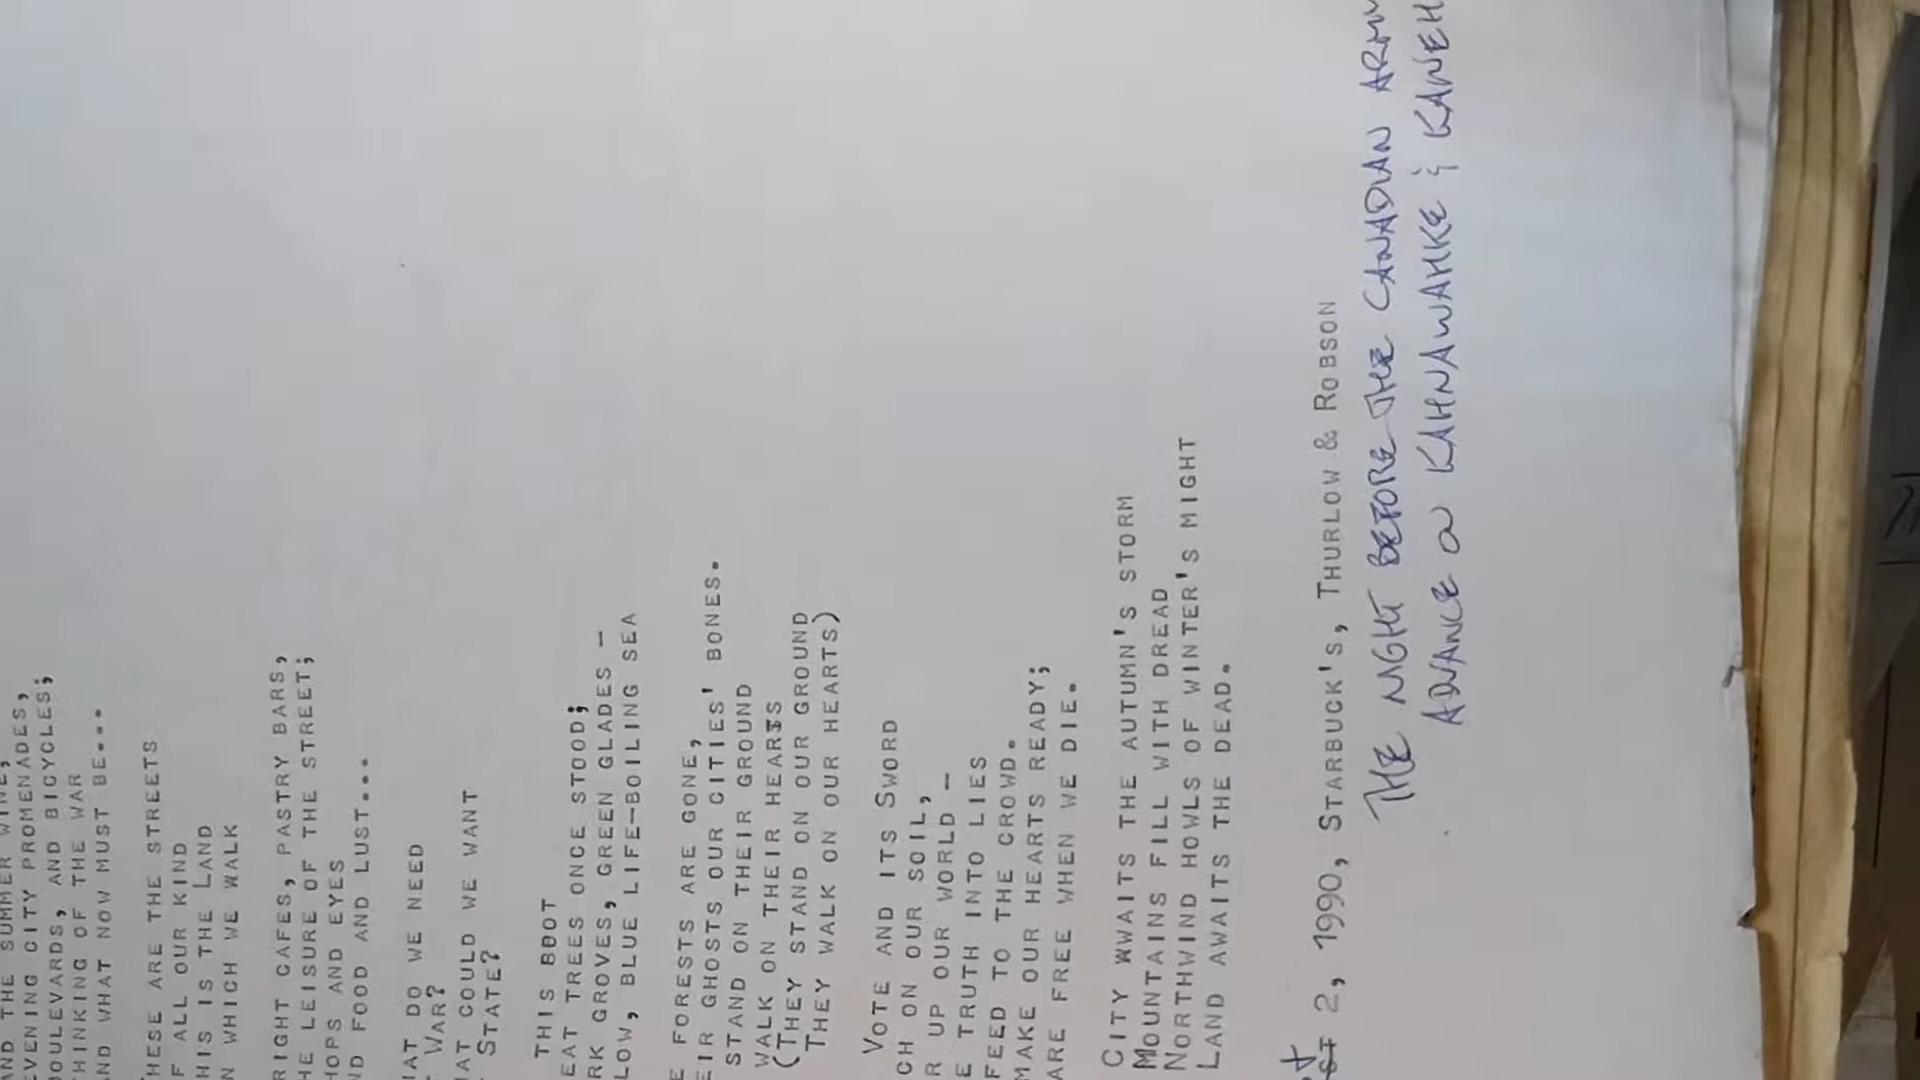 AND THE SUMMER WINE,
VENING CITY PROMENADES,
OULEVARDS, AND BICYCLES;
HINKING OF THE WAR
ND WHAT NOW MUST BE...
HESE ARE THE STREETS
F ALL OUR KIND
HIS IS THE LAND
N WHICH WE WALK
RIGHT CAFES, PASTRY BARS,
HE LEISURE OF THE STREET;
HOPS AND EYES
ND FOOD AND LUST...
AT DO WE NEED
WAR?
AT COULD WE WANT
STATE?
THIS BOOT
EAT TREES ONCE STOOD;
RK GROVES, GREEN GLADES -
LOW, BLUE LIFE-BOILING SEA
E FORESTS ARE GONE,
EIR GHOSTS OUR CITIES' BONES.
STAND ON THEIR GROUND
WALK ON THEIR HEARTS
(THEY STAND ON OUR GROUND
THEY WALK ON OUR HEARTS)
VOTE AND ITS SWORD
CH ON OUR SOIL,
R UP OUR WORLD -
E TRUTH INTO LIES
FEED TO THE CROWD.
MAKE OUR HEARTS READY;
ARE FREE WHEN WE DIE.
CITY AWAITS THE AUTUMN'S STORM
MOUNTAINS FILL WITH DREAD
NORTHWIND HOWLS OF WINTER'S MIGHT
LAND AWAITS THE DEAD.
2, 1990, STARBUCK'S, THURLOW & ROBSON
THE NIGHT BEFORE THE CANADIAN ARMY
ADVANCE ON KAHNAWAHKE & KANEH